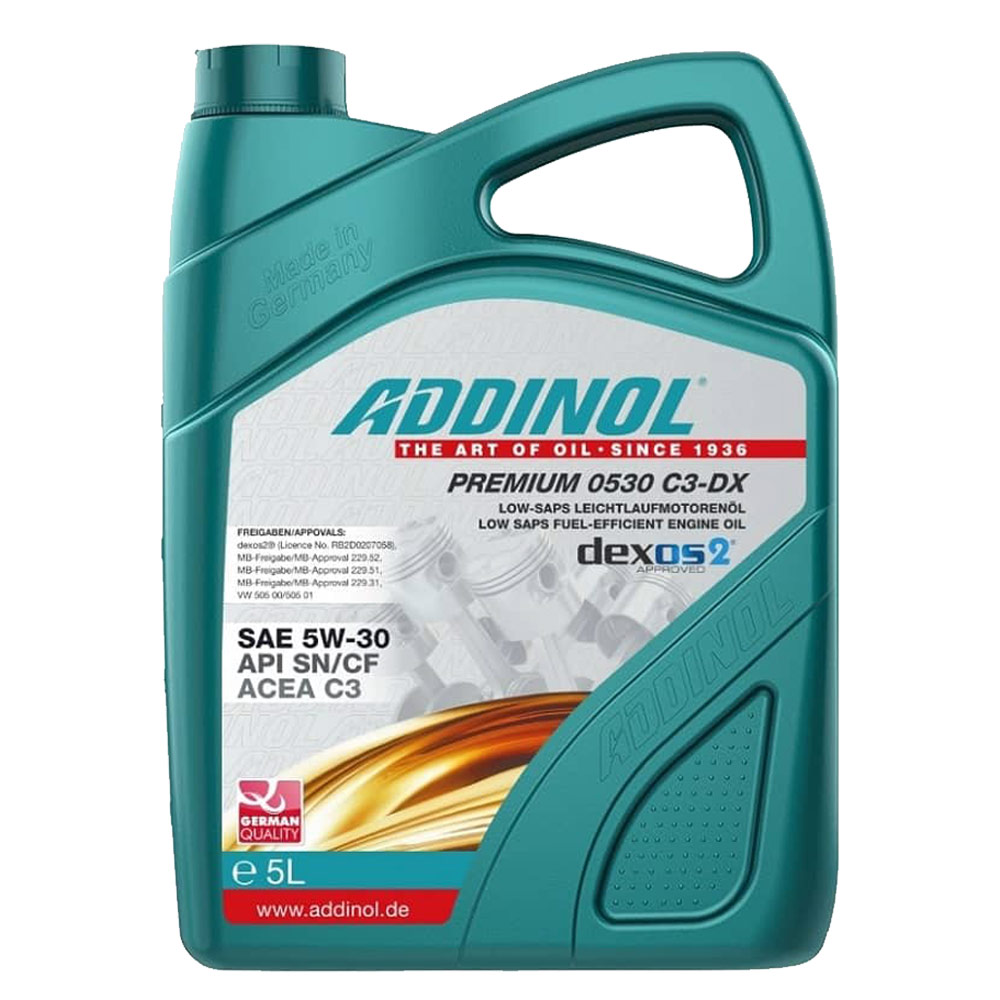 Made in
Germany
ADDINOL®
THE ART OF OIL · SINCE 1936
PREMIUM 0530 C3-DX
LOW-SAPS LEICHTLAUFMOTORENÖL
LOW SAPS FUEL-EFFICIENT ENGINE OIL
dexos2®
APPROVED
FREIGABEN/APPOVALS:
dexos2® (Licence No. RB2D0207058),
MB-Freigabe/MB-Approval 229.52,
MB-Freigabe/MB-Approval 229.51,
MB-Freigabe/MB-Approval 229.31,
VW 505 00/505 01
SAE 5W-30
API SN/CF
ACEA C3
ADDINOL
GERMAN
QUALITY
e 5L
www.addinol.de